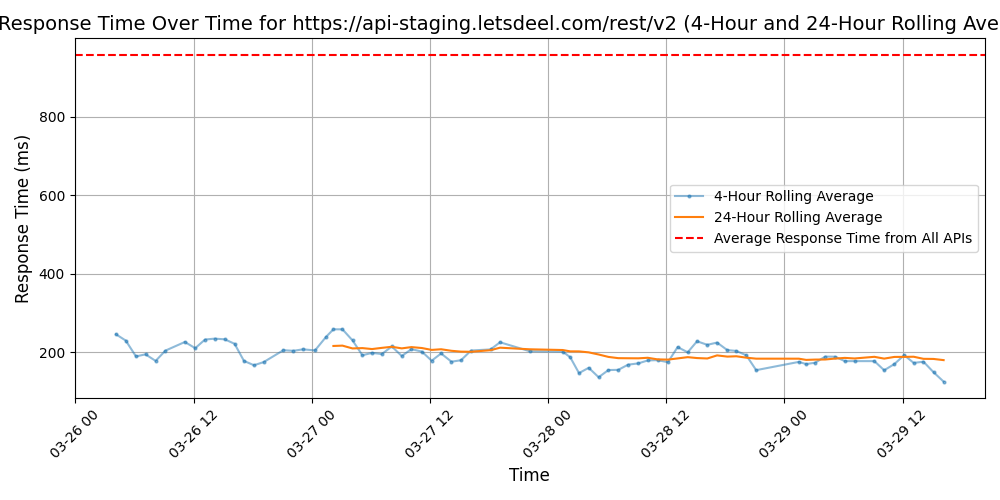 Response Time Over Time for https://api-staging.letsdeel.com/rest/v2 (4-Hour and 24-Hour Rolling Ave
Response Time (ms)
800
600
400
200
4-Hour Rolling Average
24-Hour Rolling Average
Average Response Time from All APIs
03-26 00
03-26 12
03-27 00
03-27 12
03-28 00
03-28 12
03-29 00
03-29 12
Time